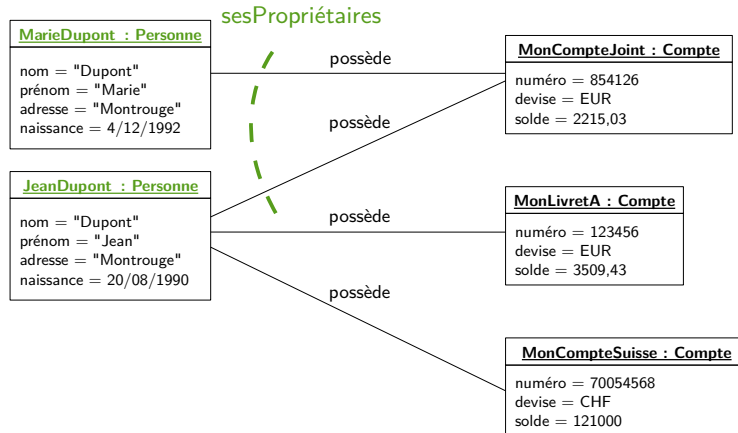 sesPropriétaires
MarieDupont : Personne
nom = "Dupont"
prénom = "Marie"
adresse = "Montrouge"
naissance = 4/12/1992
possède
MonCompteJoint : Compte
numéro = 854126
devise = EUR
solde = 2215,03
possède
JeanDupont : Personne
nom = "Dupont"
prénom = "Jean"
adresse = "Montrouge"
naissance = 20/08/1990
possède
MonLivretA : Compte
numéro = 123456
devise = EUR
solde = 3509,43
possède
MonCompteSuisse : Compte
numéro = 70054568
devise = CHF
solde = 121000